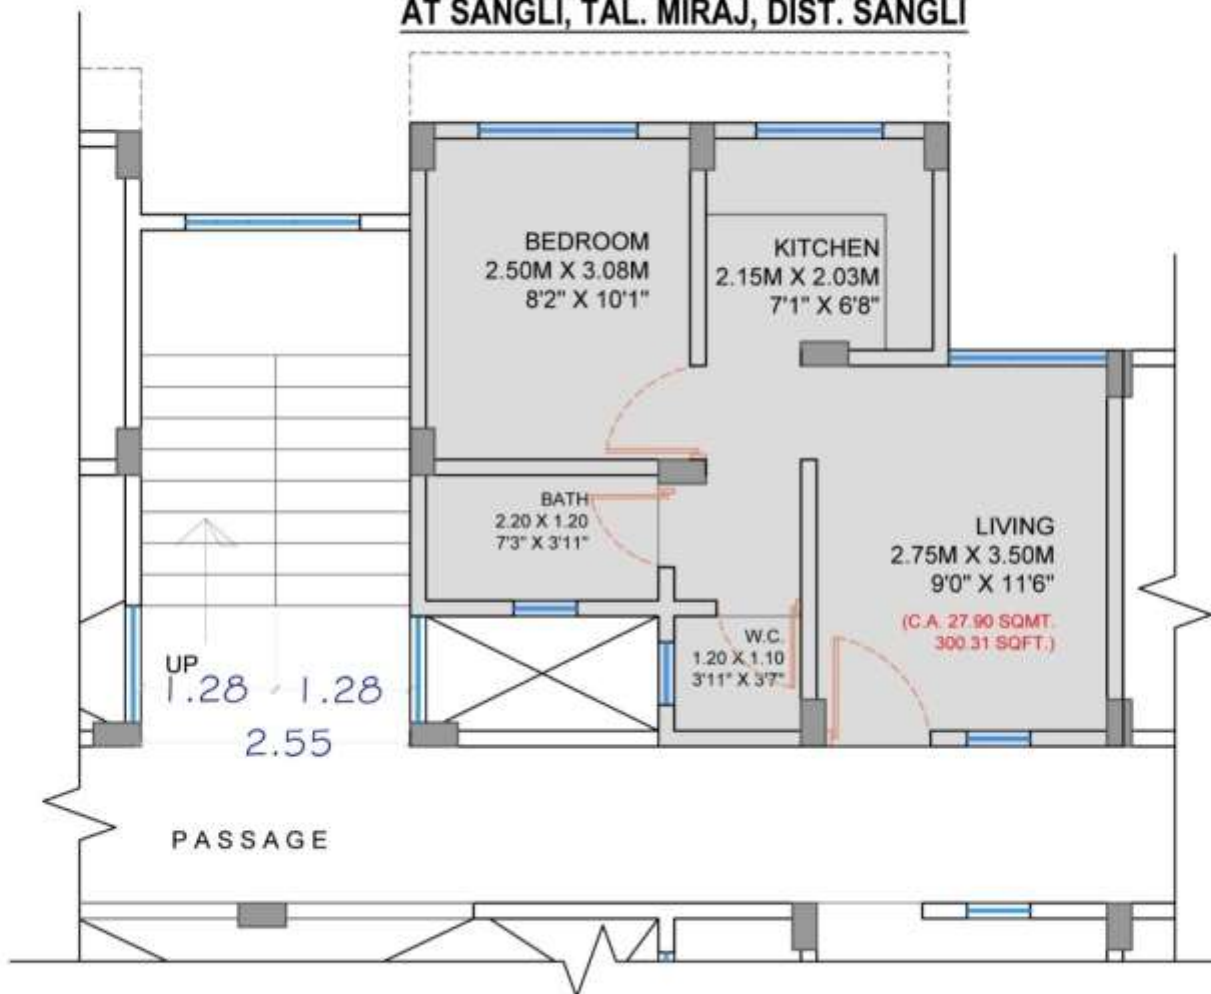 AT SANGLI, TAL. MIRAJ, DIST. SANGLI
BEDROOM
2.50M X 3.08M
8'2" X 10'1"
KITCHEN
2.15M X 2.03M
7'1" X 6'8"
BATH
2.20 X 1.20
7'3" X 3'11"
LIVING
2.75M X 3.50M
9'0" X 11'6"
(C.A. 27.90 SQMT.
300.31 SQFT.)
W.C.
1.20 X 1.10
3'11" X 3'7"
UP
1.28 1.28
2.55
PASSAGE